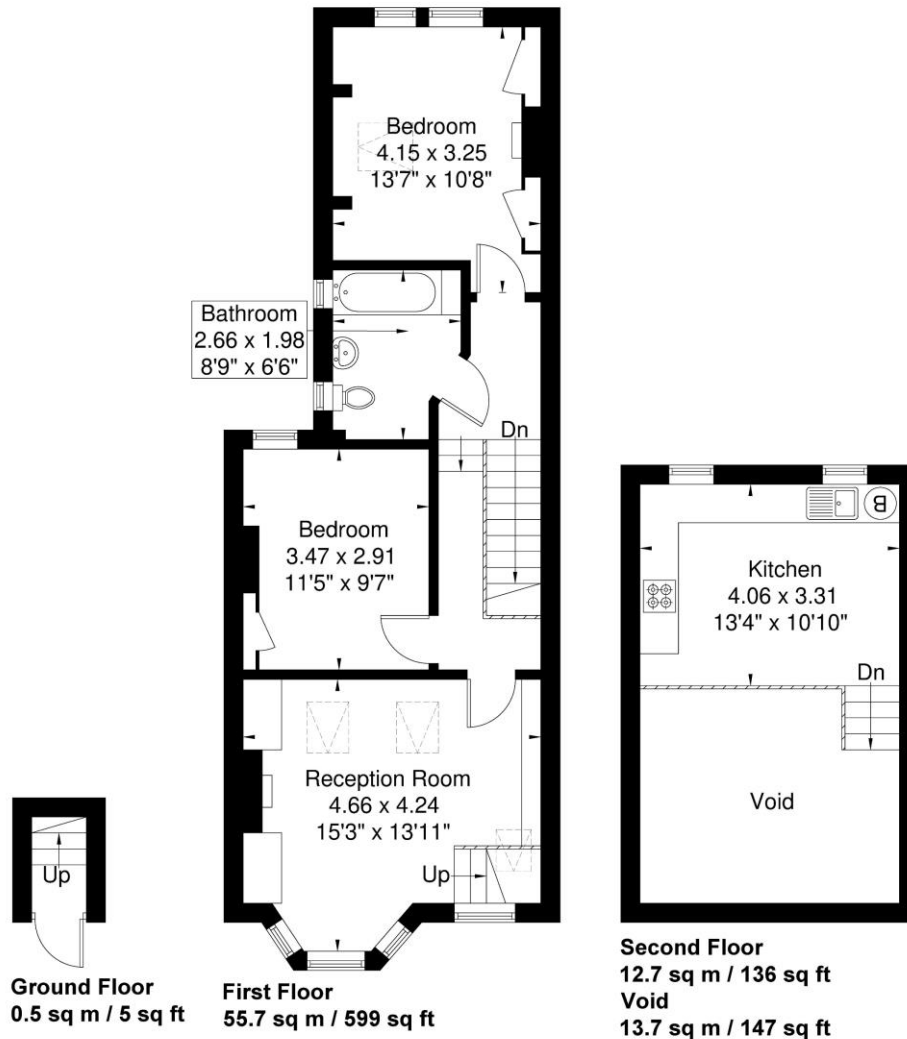 Bedroom
4.15 x 3.25
13'7" x 10'8"
Bathroom
2.66 x 1.98
8'9" x 6'6"
Dn
Bedroom
3.47 x 2.91
11'5" x 9'7"
B
Kitchen
4.06 x 3.31
13'4" x 10'10"
Dn
Reception Room
4.66 x 4.24
15'3" x 13'11"
Up
Void
Up
Ground Floor
0.5 sq m / 5 sq ft
First Floor
55.7 sq m / 599 sq ft
Second Floor
12.7 sq m / 136 sq ft
Void
13.7 sq m / 147 sq ft